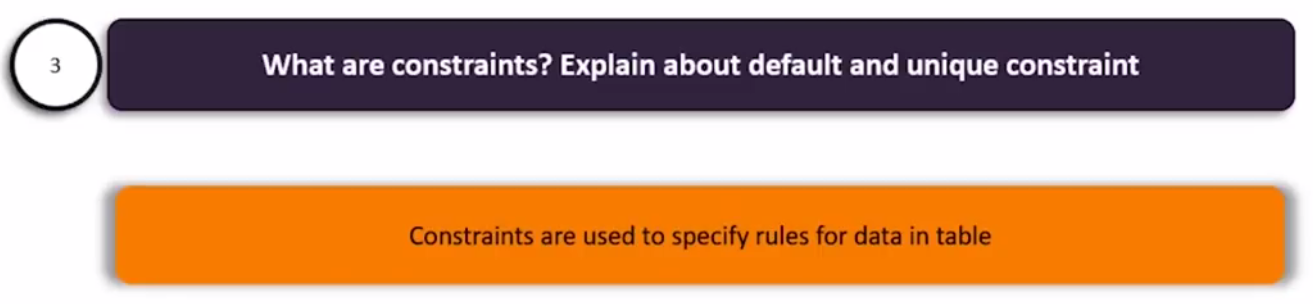 3
What are constraints? Explain about default and unique constraint
Constraints are used to specify rules for data in table